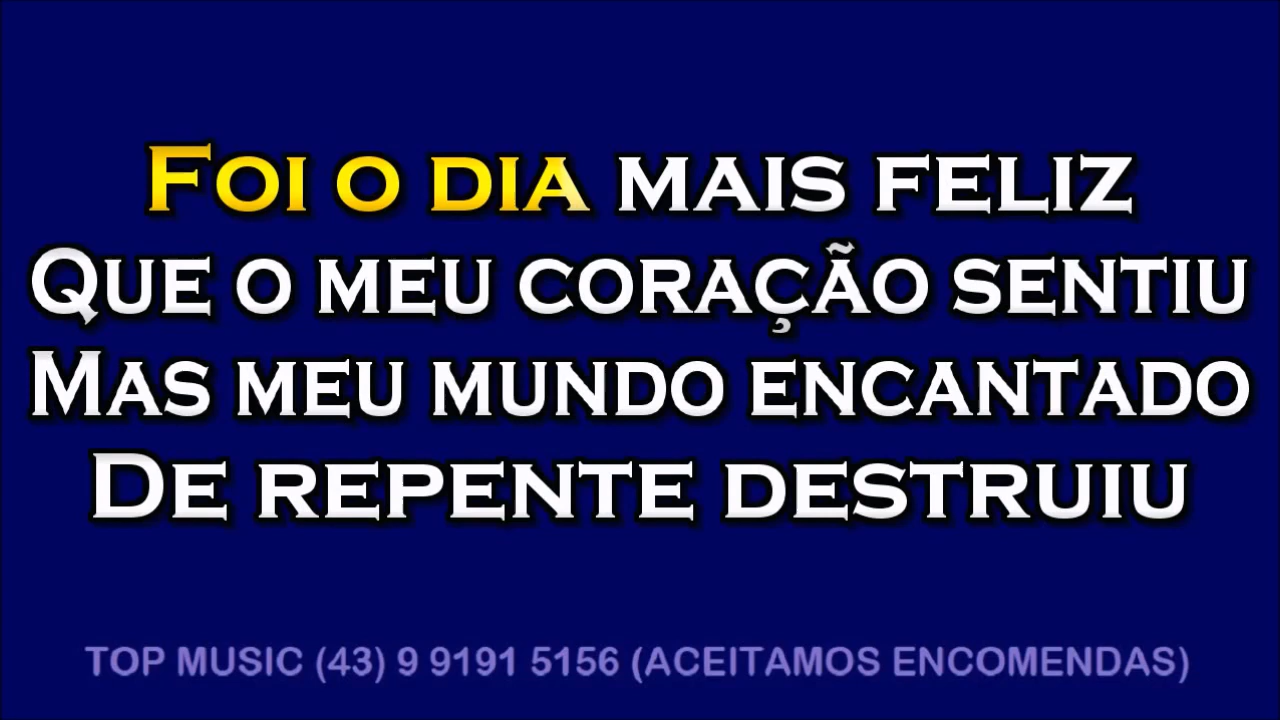 Foi o dia mais feliz
Que o meu coração sentiu
Mas meu mundo encantado
De repente destruiu
TOP MUSIC (43) 9 9191 5156 (ACEITAMOS ENCOMENDAS)